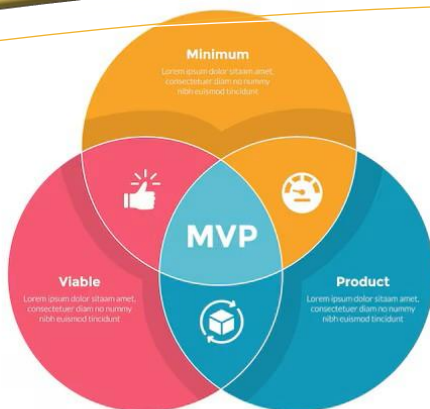 Minimum
Lorem ipsum dolor sitaam amet,
consectetuer diam no nummy
nibh euismod tincidunt
MVP
Viable
Lorem ipsum dolor sitaam amet,
consectetuer diam no nummy
nibh euismod tincidunt
Product
Lorem ipsum dolor sitaam amet,
consectetuer diam no nummy
nibh euismod tincidunt